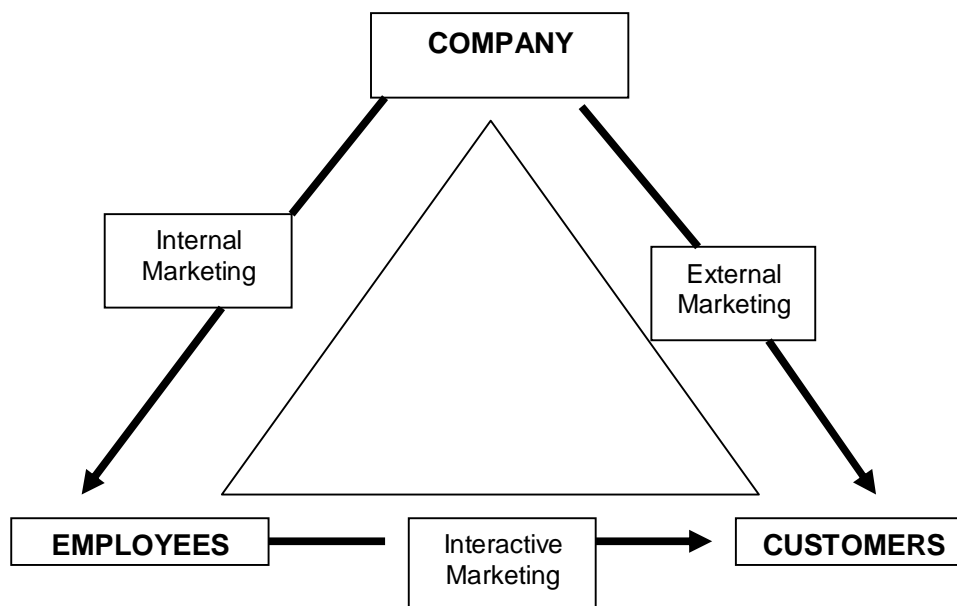 COMPANY
Internal
Marketing
External
Marketing
EMPLOYEES
Interactive
Marketing
CUSTOMERS